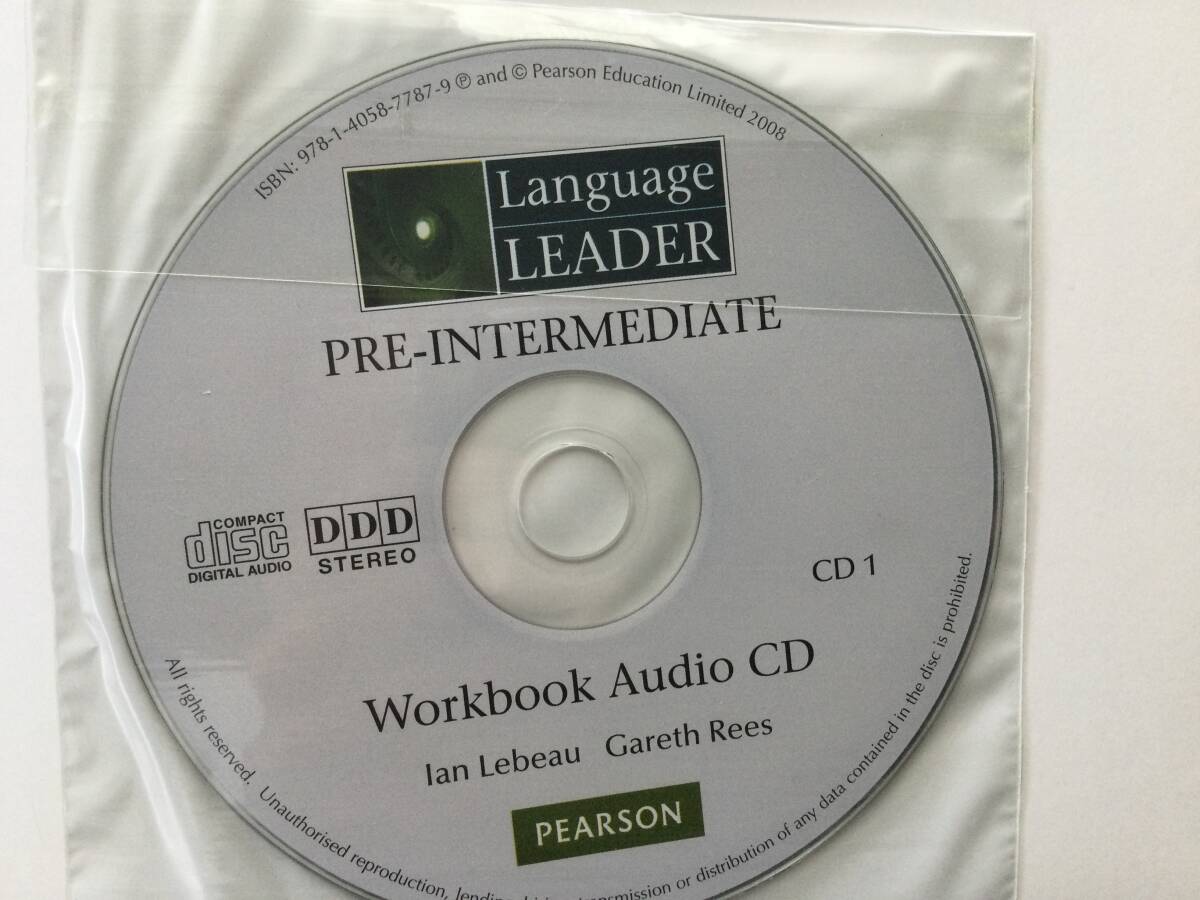 ISBN: 978-1-4058-7787-9 ℗ and © Pearson Education Limited 2008
Language
LEADER
PRE-INTERMEDIATE
COMPACT
disc
DIGITAL AUDIO
DDD
STEREO
CD 1
Workbook Audio CD
Ian Lebeau Gareth Rees
PEARSON
All rights reserved. Unauthorised reproduction, transmission or distribution of any data contained in the disc is prohibited.